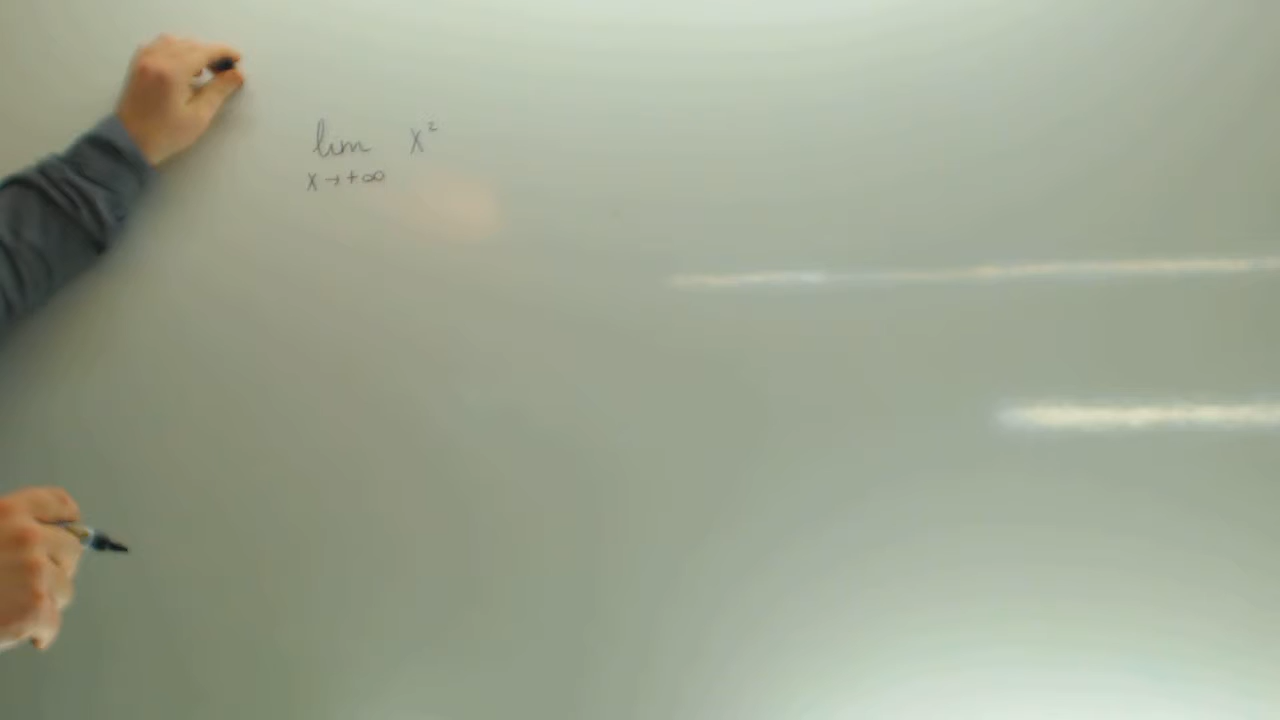 lim x²
x→+∞